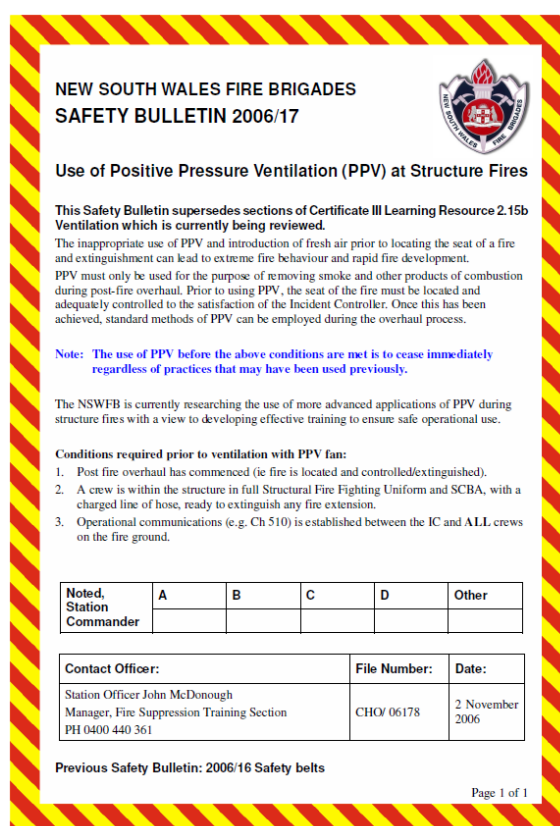 NEW SOUTH WALES FIRE BRIGADES
SAFETY BULLETIN 2006/17
NEW SOUTH WALES
FIRE BRIGADES
Use of Positive Pressure Ventilation (PPV) at Structure Fires
This Safety Bulletin supersedes sections of Certificate III Learning Resource 2.15b
Ventilation which is currently being reviewed.
The inappropriate use of PPV and introduction of fresh air prior to locating the seat of a fire
and extinguishment can lead to extreme fire behaviour and rapid fire development.
PPV must only be used for the purpose of removing smoke and other products of combustion
during post-fire overhaul. Prior to using PPV, the seat of the fire must be located and
adequately controlled to the satisfaction of the Incident Controller. Once this has been
achieved, standard methods of PPV can be employed during the overhaul process.
Note: The use of PPV before the above conditions are met is to cease immediately
regardless of practices that may have been used previously.
The NSWFB is currently researching the use of more advanced applications of PPV during
structure fires with a view to developing effective training to ensure safe operational use.
Conditions required prior to ventilation with PPV fan:
1. Post fire overhaul has commenced (ie fire is located and controlled/extinguished).
2. A crew is within the structure in full Structural Fire Fighting Uniform and SCBA, with a
charged line of hose, ready to extinguish any fire extension.
3. Operational communications (e.g. Ch 510) is established between the IC and ALL crews
on the fire ground.
Noted,
Station
Commander
A B C D Other
Contact Officer: File Number: Date:
Station Officer John McDonough
Manager, Fire Suppression Training Section
PH 0400 440 361
CHO/ 06178
2 November
2006
Previous Safety Bulletin: 2006/16 Safety belts
Page 1 of 1